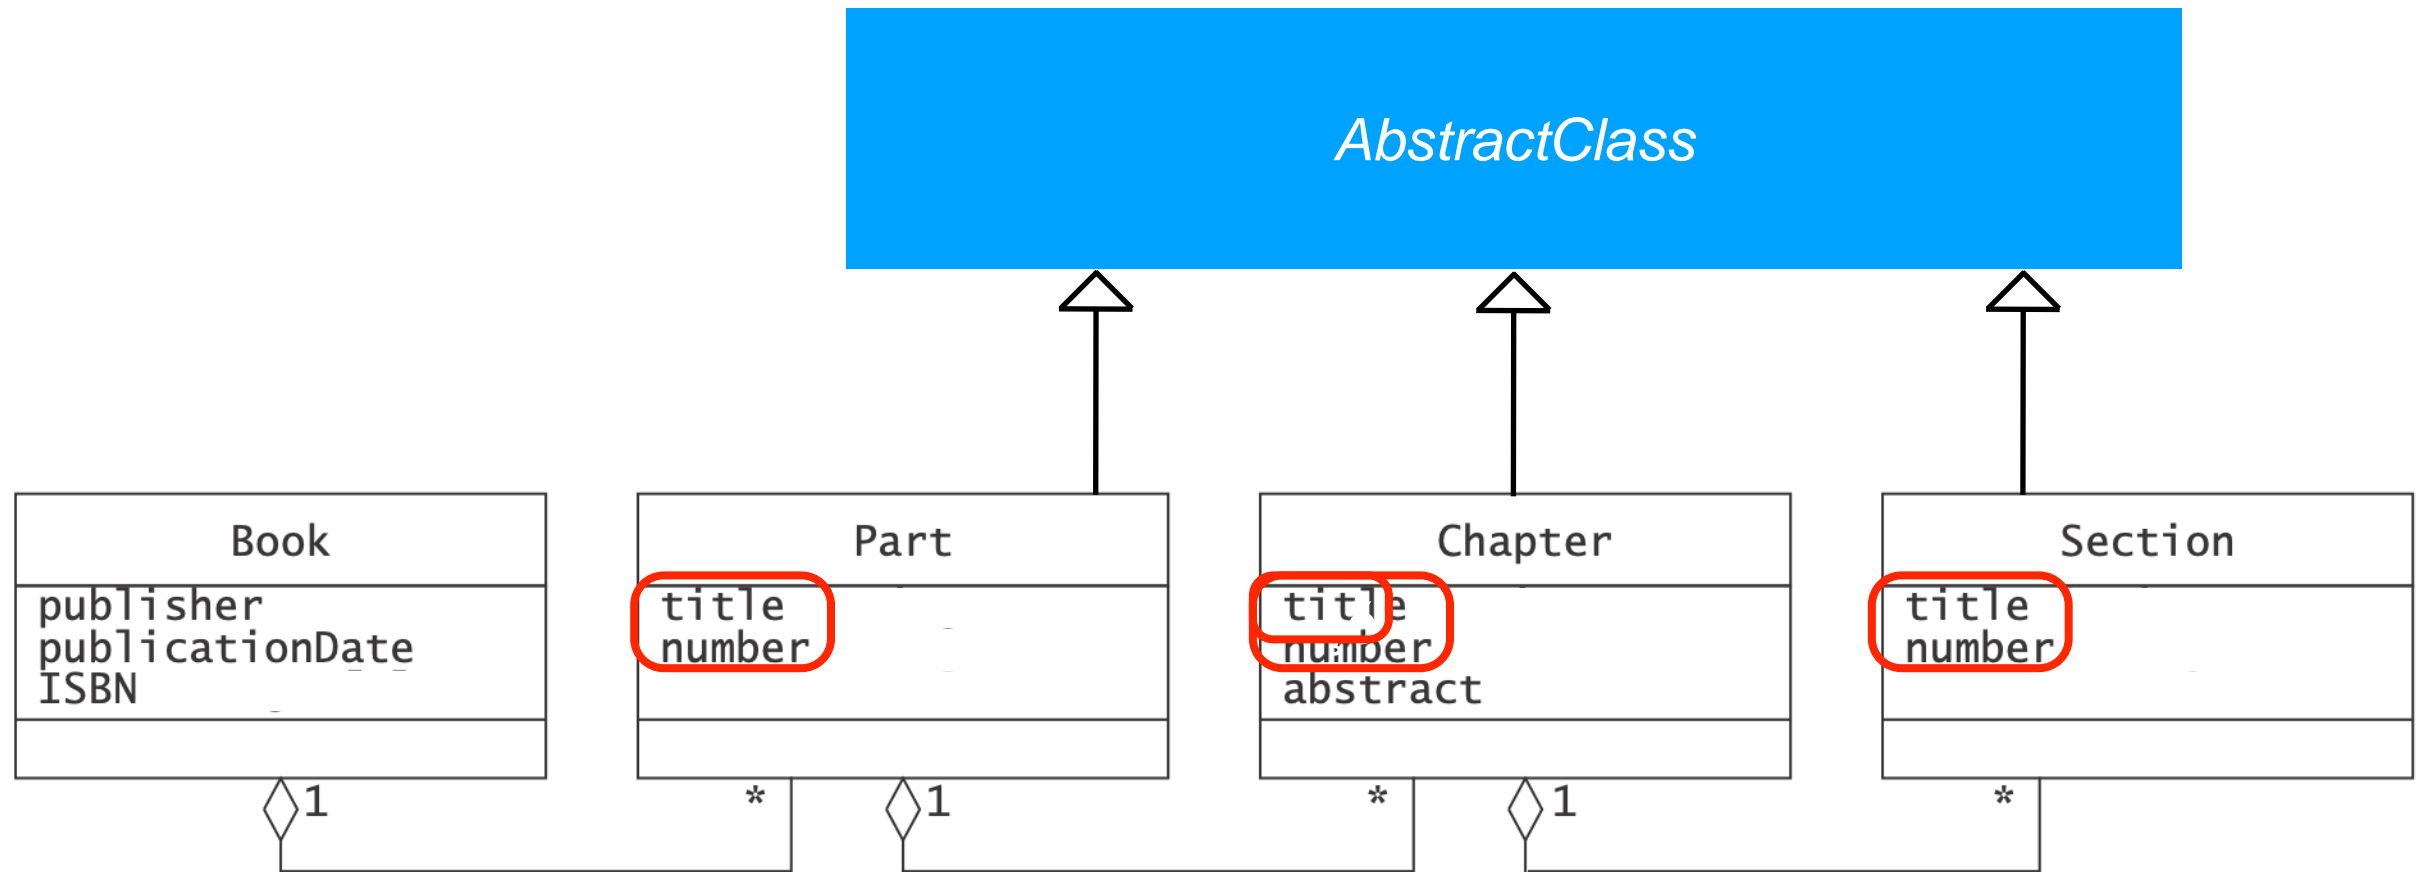 AbstractClass
Book
publisher
publicationDate
ISBN
Part
title
number
Chapter
title
number
abstract
Section
title
number
1
*
1
*
1
*